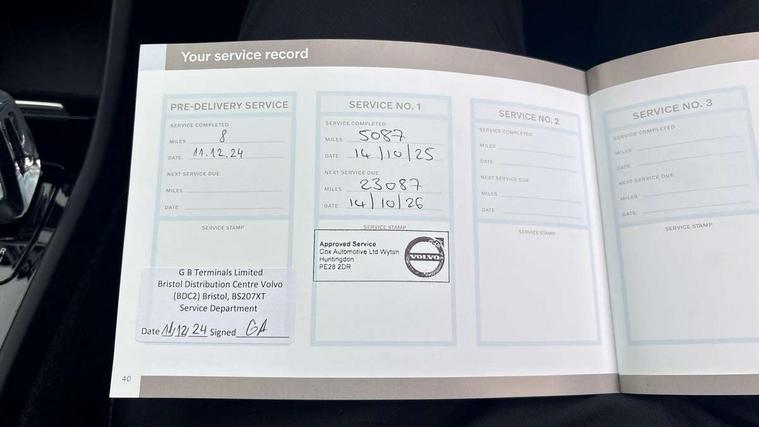 Your service record
PRE-DELIVERY SERVICE
SERVICE COMPLETED
MILES 8
DATE 11.12.24
NEXT SERVICE DUE
MILES
DATE
SERVICE STAMP
G B Terminals Limited
Bristol Distribution Centre Volvo
(BDC2) Bristol, BS207XT
Service Department
Date 11/12/24 Signed GA
SERVICE NO. 1
SERVICE COMPLETED
MILES 5087
DATE 14/10/25
NEXT SERVICE DUE
MILES 23087
DATE 14/10/26
SERVICE STAMP
Approved Service
Cox Automotive Ltd Wyton
Huntingdon
PE28 2DR
VOLVO
SERVICE NO. 2
SERVICE COMPLETED
MILES
DATE
NEXT SERVICE DUE
MILES
DATE
SERVICE STAMP
SERVICE NO. 3
SERVICE COMPLETED
MILES
DATE
NEXT SERVICE DUE
MILES
DATE
SERVICE STAMP
40